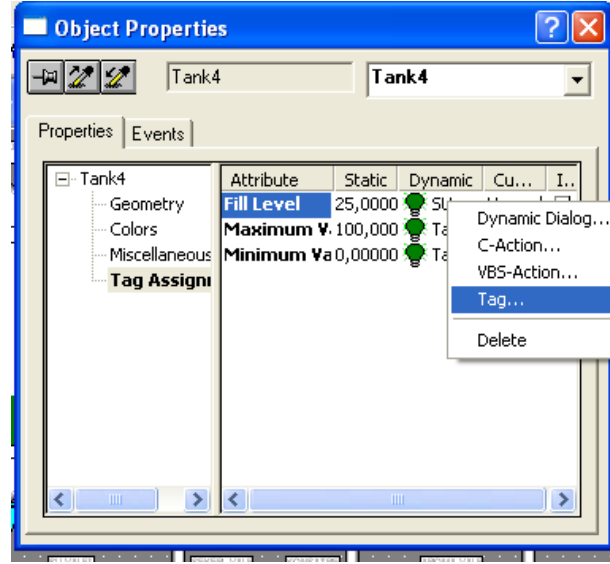 Object Properties
Tank4 Tank4
Properties Events
Tank4
Geometry
Colors
Miscellaneous
Tag Assign
Attribute Static Dynamic Cu... I..
Fill Level 25,0000
Maximum V 100,000 Ta
Minimum Va 0,00000 Ta
Dynamic Dialog...
C-Action...
VBS-Action...
Tag...
Delete